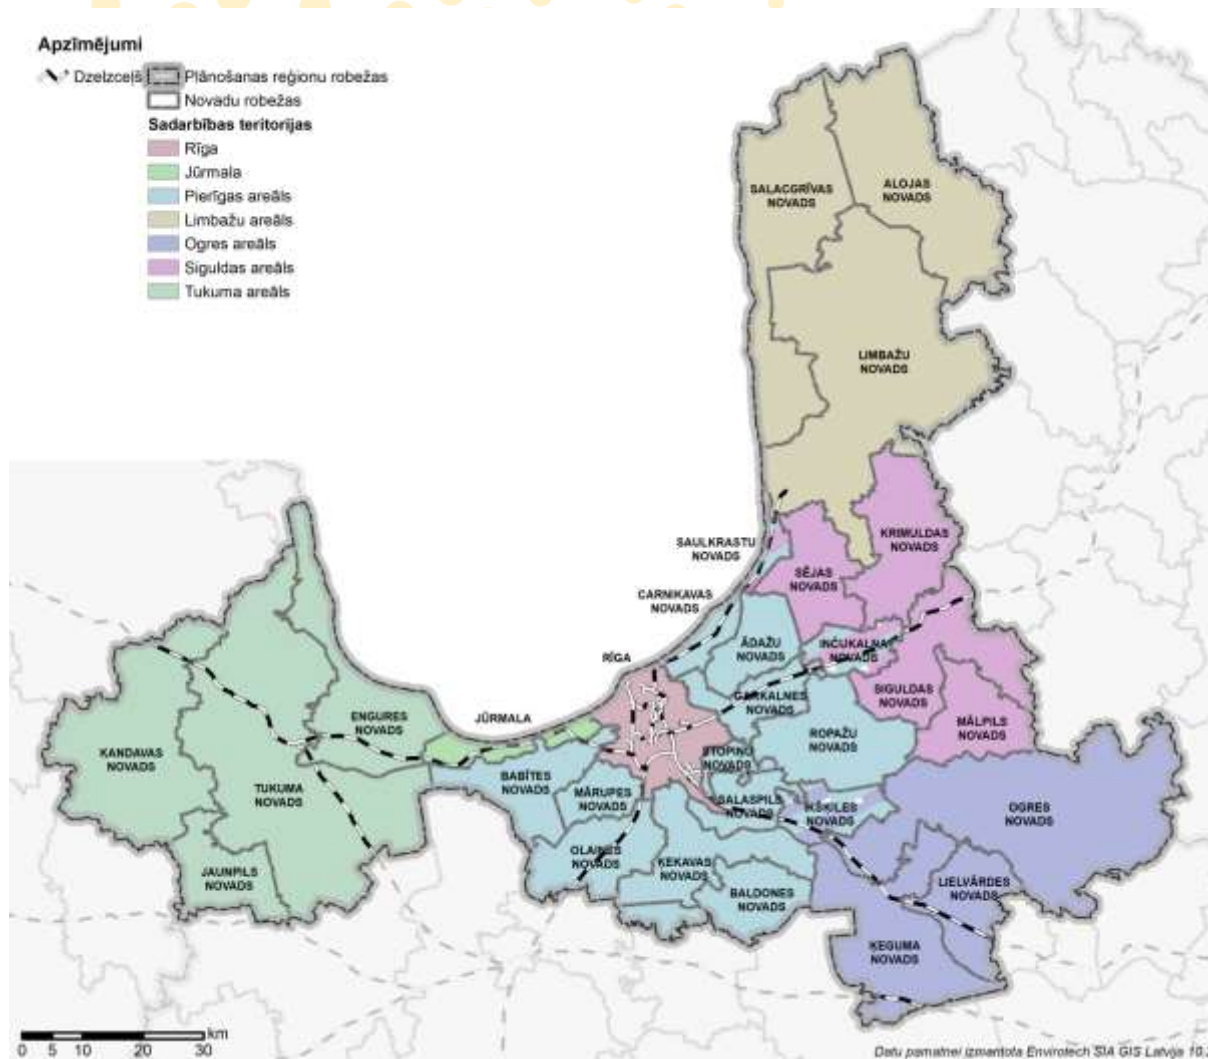 Apzīmējumi
Dzelzceļš
Plānošanas reģionu robežas
Novadu robežas
Sadarbības teritorijas
Rīga
Jūrmala
Pierīgas areāls
Limbažu areāls
Ogres areāls
Siguldas areāls
Tukuma areāls
SALACGRĪVAS
NOVADS
ALOJAS
NOVADS
LIMBAŽU
NOVADS
SAULKRASTU
NOVADS
KRIMULDAS
NOVADS
SĒJAS
NOVADS
CARNIKAVAS
NOVADS
ĀDAŽU
NOVADS
INČUKALNA
NOVADS
RĪGA
GARKALNES
NOVADS
SIGULDAS
NOVADS
MĀLPILS
NOVADS
ENGURES
NOVADS
JŪRMALA
ROPAŽU
NOVADS
KANDAVAS
NOVADS
STOPIŅU
NOVADS
TUKUMA
NOVADS
BABĪTES
NOVADS
MĀRUPES
NOVADS
SALASPILS
NOVADS
IKŠĶILES
NOVADS
OGRES
NOVADS
OLAINES
NOVADS
ĶEKAVAS
NOVADS
JAUNPILS
NOVADS
BALDONES
NOVADS
LIELVĀRDES
NOVADS
ĶEGUMA
NOVADS
km
0 5 10 20 30
Datu pamatnei izmantota Envirotech SIA GIS Latvija 10.